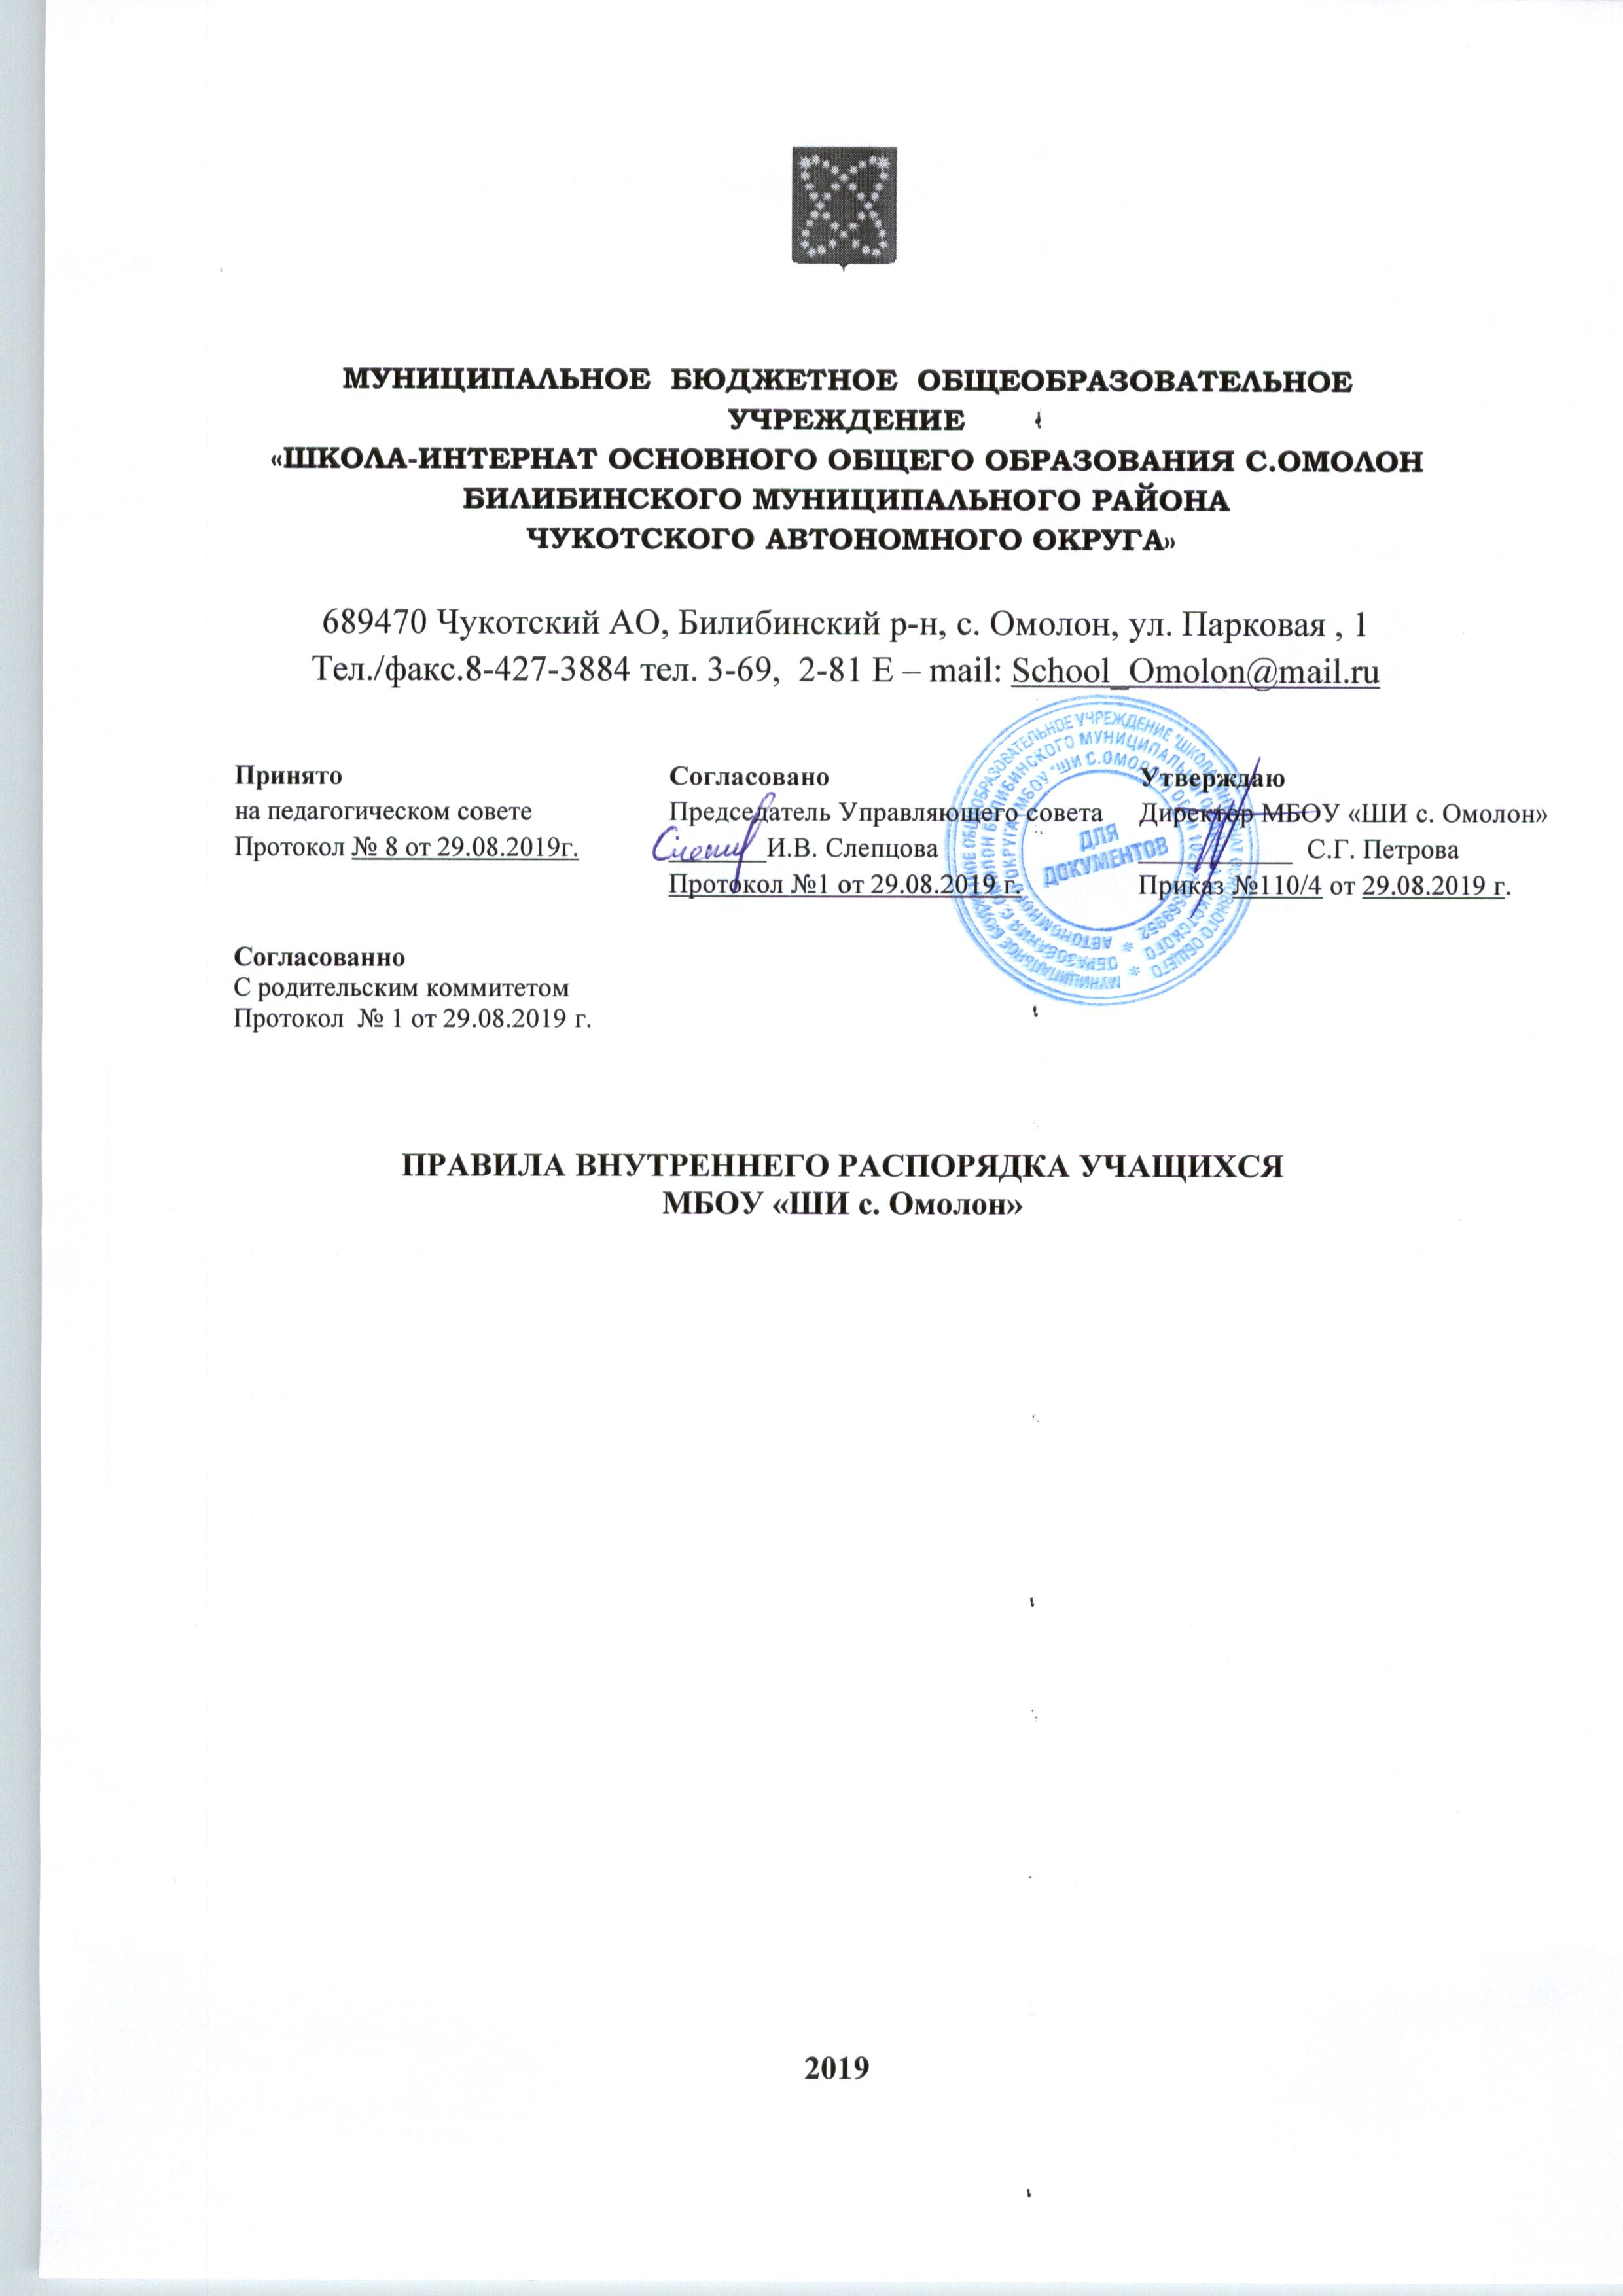 МУНИЦИПАЛЬНОЕ БЮДЖЕТНОЕ ОБЩЕОБРАЗОВАТЕЛЬНОЕ
УЧРЕЖДЕНИЕ
«ШКОЛА-ИНТЕРНАТ ОСНОВНОГО ОБЩЕГО ОБРАЗОВАНИЯ С.ОМОЛОН
БИЛИБИНСКОГО МУНИЦИПАЛЬНОГО РАЙОНА
ЧУКОТСКОГО АВТОНОМНОГО ОКРУГА»
689470 Чукотский АО, Билибинский р-н, с. Омолон, ул. Парковая , 1
Тел./факс.8-427-3884 тел. 3-69, 2-81 E – mail: School_Omolon@mail.ru
Принято
на педагогическом совете
Протокол № 8 от 29.08.2019г.
Согласовано
Председатель Управляющего совета
_______И.В. Слепцова
Протокол №1 от 29.08.2019 г.
Утверждаю
Директор МБОУ «ШИ с. Омолон»
___________ С.Г. Петрова
Приказ №110/4 от 29.08.2019 г.
ДЛЯ
ДОКУМЕНТОВ
Согласованно
С родительским коммитетом
Протокол № 1 от 29.08.2019 г.
ПРАВИЛА ВНУТРЕННЕГО РАСПОРЯДКА УЧАЩИХСЯ
МБОУ «ШИ с. Омолон»
2019